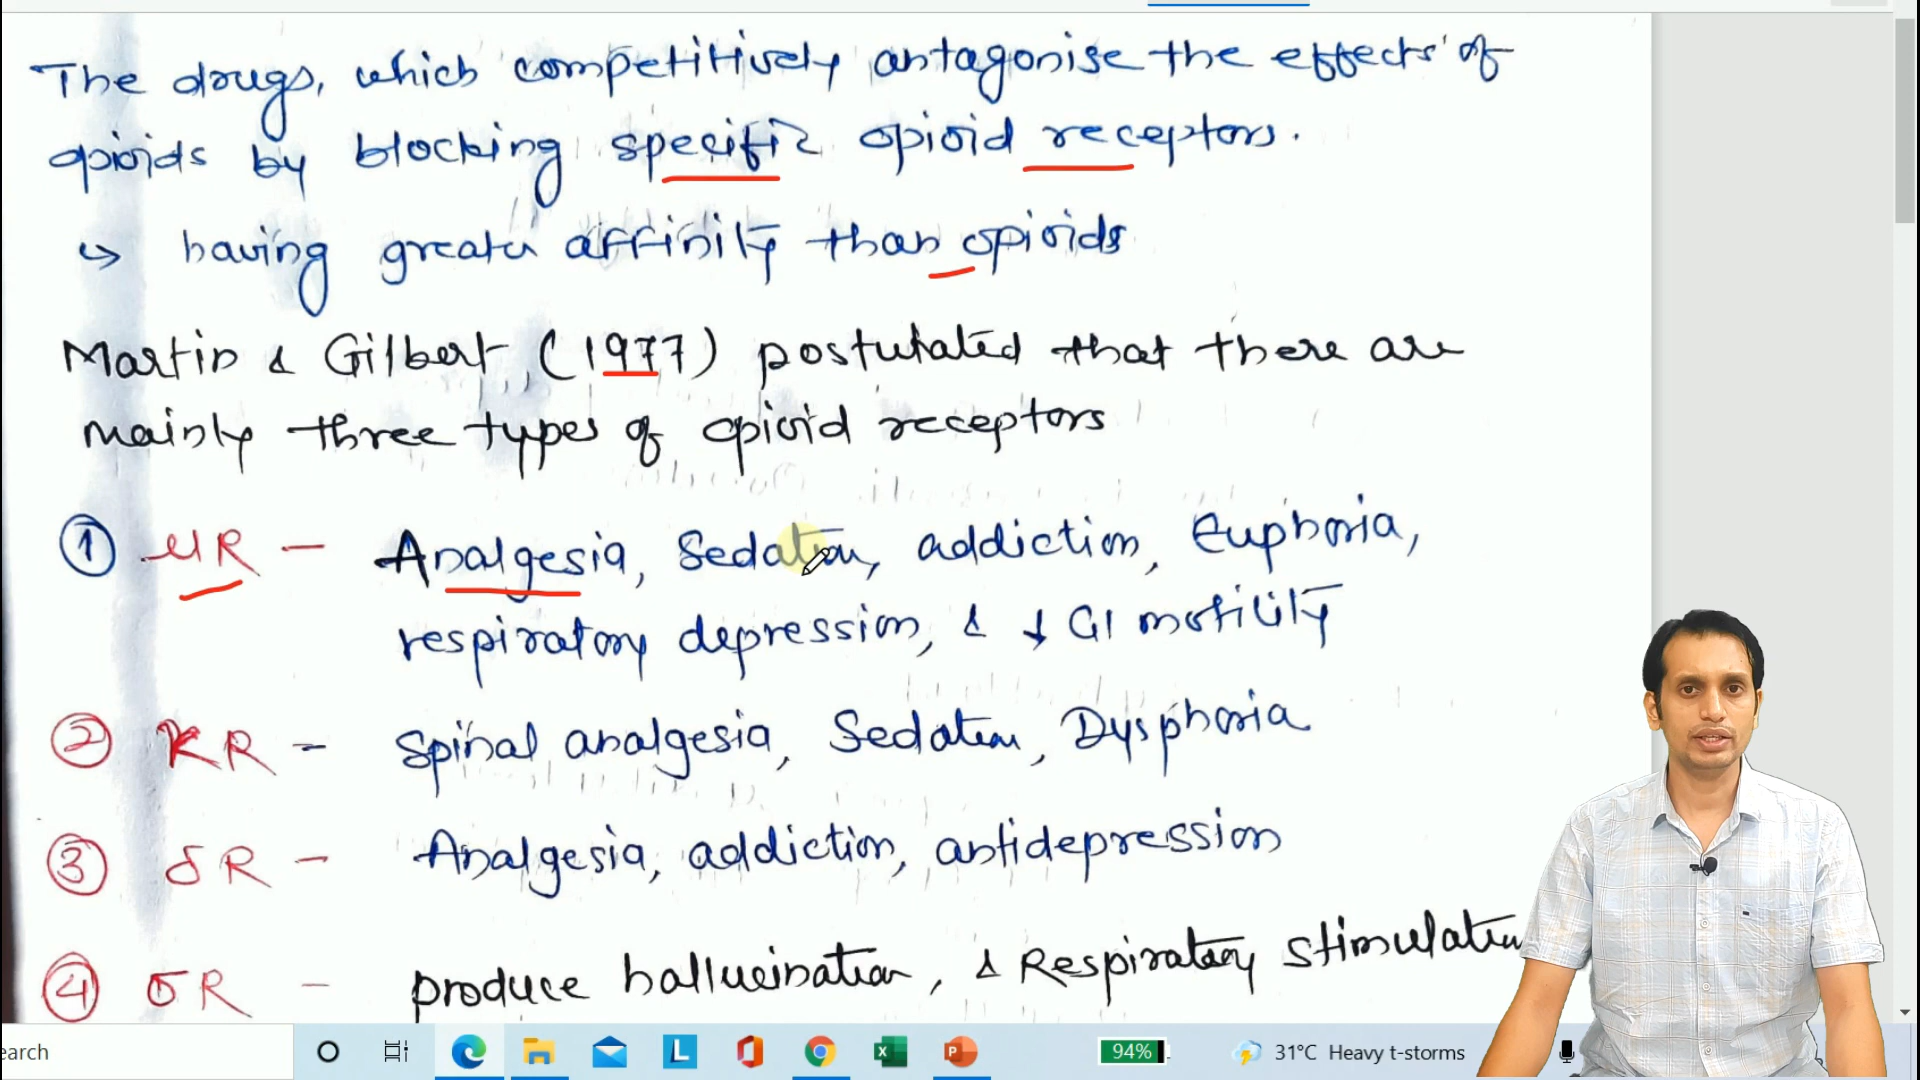 The drugs, which competitively antagonise the effects of
opioids by blocking specific opioid receptors.
↳ having greater affinity than opioids
Martin & Gilbert (1977) postulated that there are
mainly three types of opioid receptors
① μR - Analgesia, Sedation, addiction, Euphoria,
respiratory depression, & ↓ GI motility
② KR - Spinal analgesia, Sedation, Dysphoria
③ δR - Analgesia, addiction, antidepression
④ σR - produce hallucination, & Respiratory stimulation
earch
94%
31°C Heavy t-storms